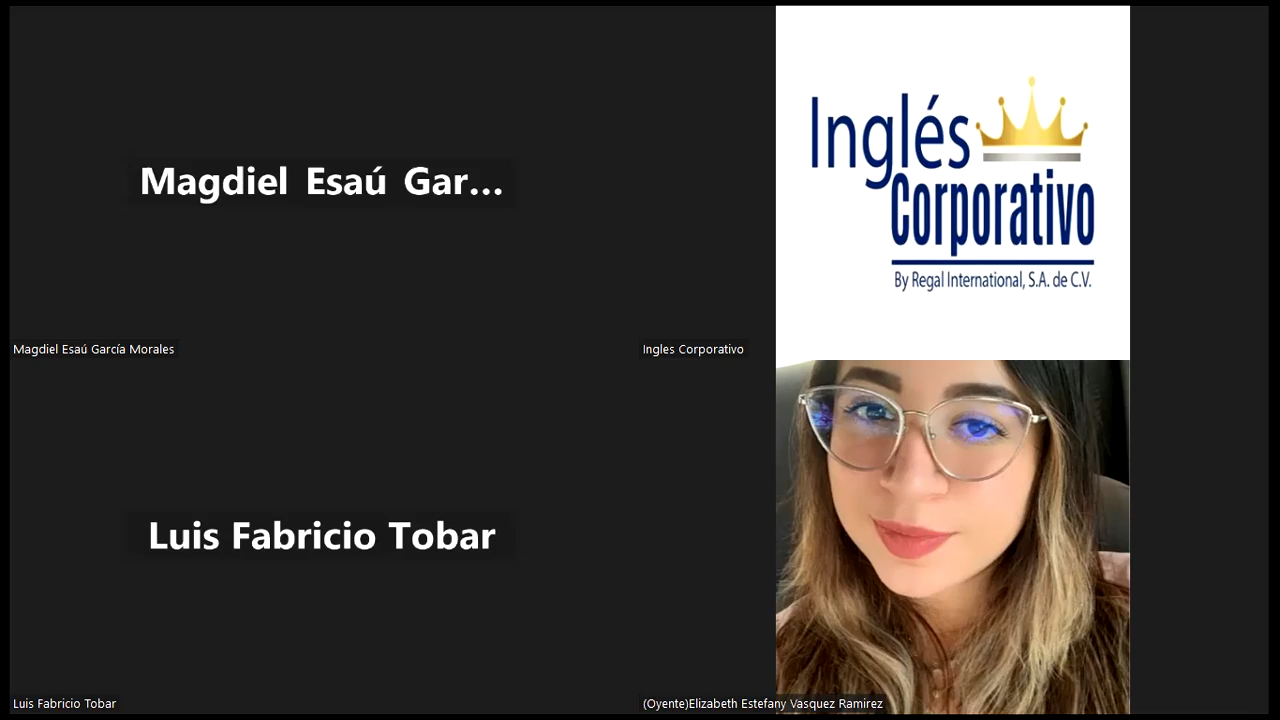 Magdiel Esaú Gar...
Magdiel Esaú García Morales
Inglés
Corporativo
By Regal International, S.A. de C.V.
Ingles Corporativo
Luis Fabricio Tobar
Luis Fabricio Tobar
(Oyente)Elizabeth Estefany Vasquez Ramirez